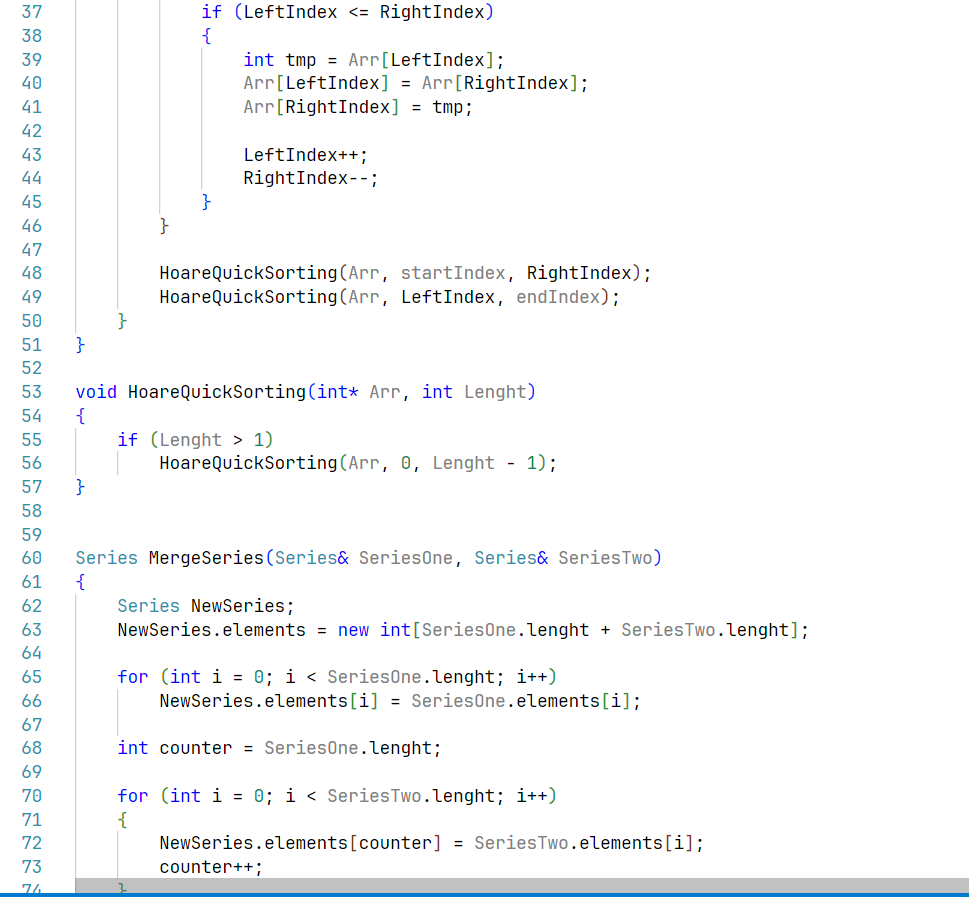 37 if (LeftIndex <= RightIndex)
38 {
39 int tmp = Arr[LeftIndex];
40 Arr[LeftIndex] = Arr[RightIndex];
41 Arr[RightIndex] = tmp;
42
43 LeftIndex++;
44 RightIndex--;
45 }
46 }
47
48 HoareQuickSorting(Arr, startIndex, RightIndex);
49 HoareQuickSorting(Arr, LeftIndex, endIndex);
50 }
51 }
52
53 void HoareQuickSorting(int* Arr, int Lenght)
54 {
55 if (Lenght > 1)
56 HoareQuickSorting(Arr, 0, Lenght - 1);
57 }
58
59
60 Series MergeSeries(Series& SeriesOne, Series& SeriesTwo)
61 {
62 Series NewSeries;
63 NewSeries.elements = new int[SeriesOne.lenght + SeriesTwo.lenght];
64
65 for (int i = 0; i < SeriesOne.lenght; i++)
66 NewSeries.elements[i] = SeriesOne.elements[i];
67
68 int counter = SeriesOne.lenght;
69
70 for (int i = 0; i < SeriesTwo.lenght; i++)
71 {
72 NewSeries.elements[counter] = SeriesTwo.elements[i];
73 counter++;
74 }